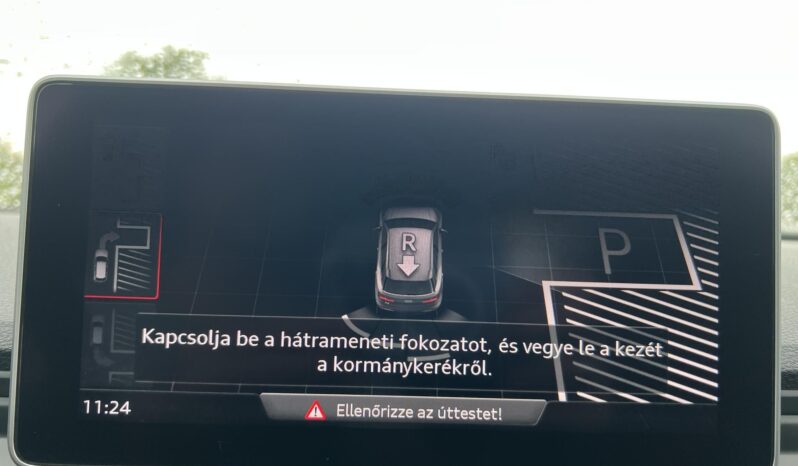 R
P
Kapcsolja be a hátrameneti fokozatot, és vegye le a kezét
a kormánykerékről.
11:24
Ellenőrizze az úttestet!